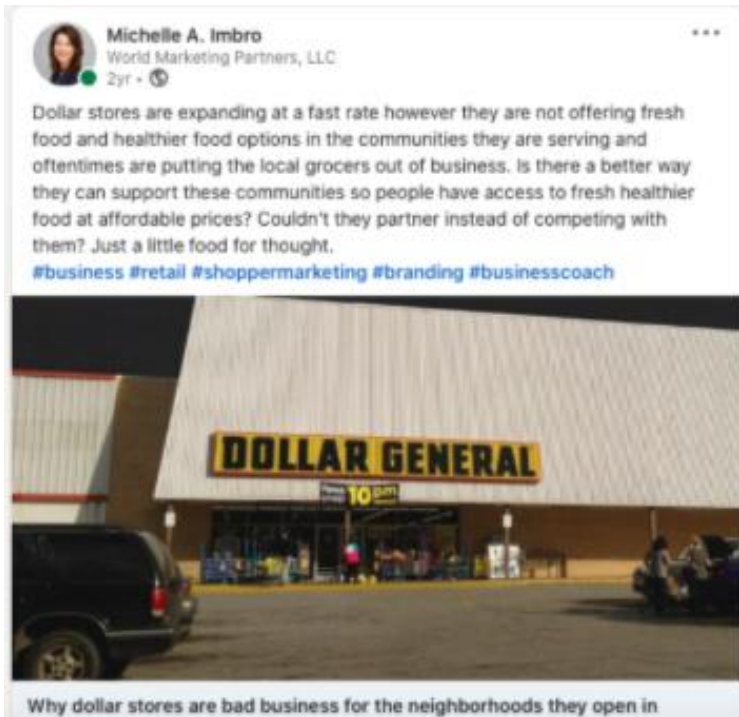 Michelle A. Imbro
World Marketing Partners, LLC
2yr •
Dollar stores are expanding at a fast rate however they are not offering fresh
food and healthier food options in the communities they are serving and
oftentimes are putting the local grocers out of business. Is there a better way
they can support these communities so people have access to fresh healthier
food at affordable prices? Couldn't they partner instead of competing with
them? Just a little food for thought.
#business #retail #shoppermarketing #branding #businesscoach
DOLLAR GENERAL
10pm
Why dollar stores are bad business for the neighborhoods they open in